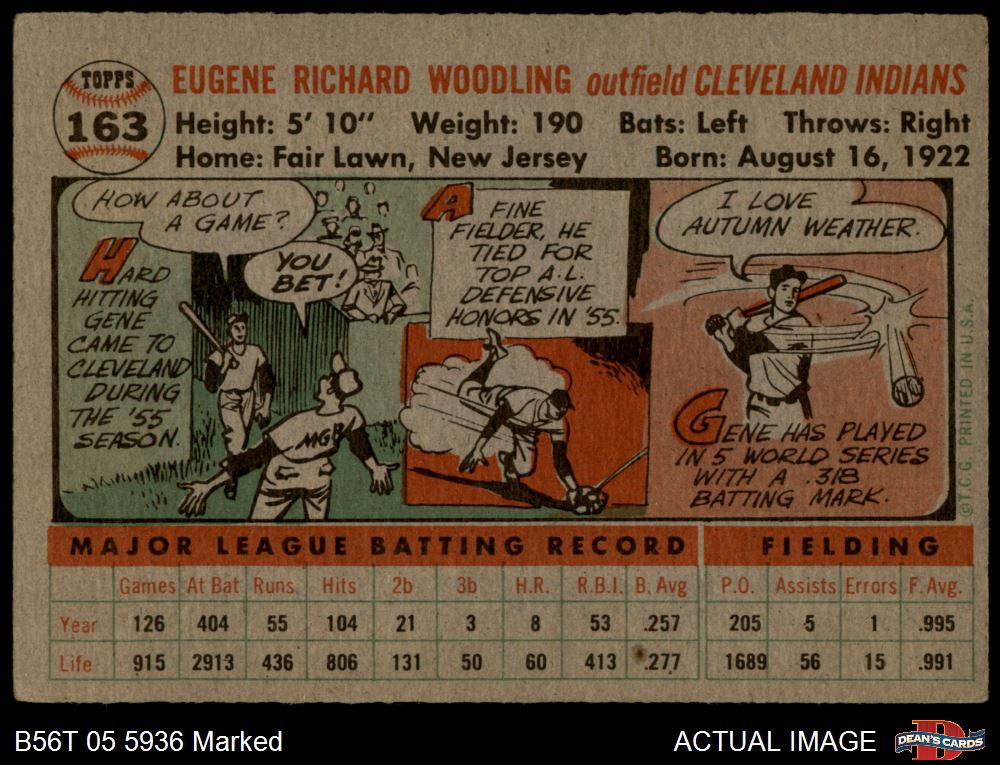 TOPPS
163
EUGENE RICHARD WOODLING outfield CLEVELAND INDIANS
Height: 5' 10" Weight: 190 Bats: Left Throws: Right
Home: Fair Lawn, New Jersey Born: August 16, 1922
HOW ABOUT
A GAME?
YOU
BET!
HARD
HITTING
GENE
CAME TO
CLEVELAND
DURING
THE '55
SEASON.
MGR
A FINE
FIELDER, HE
TIED FOR
TOP A.L.
DEFENSIVE
HONORS IN '55.
I LOVE
AUTUMN WEATHER.
GENE HAS PLAYED
IN 5 WORLD SERIES
WITH A .318
BATTING MARK.
© T.C.G. PRINTED IN U.S.A.
MAJOR LEAGUE BATTING RECORD FIELDING
Games At Bat Runs Hits 2b 3b H.R. R.B.I. B. Avg P.O. Assists Errors F. Avg.
Year 126 404 55 104 21 3 8 53 .257 205 5 1 .995
Life 915 2913 436 806 131 50 60 413 .277 1689 56 15 .991
B56T 05 5936 Marked
ACTUAL IMAGE
DEAN'S CARDS